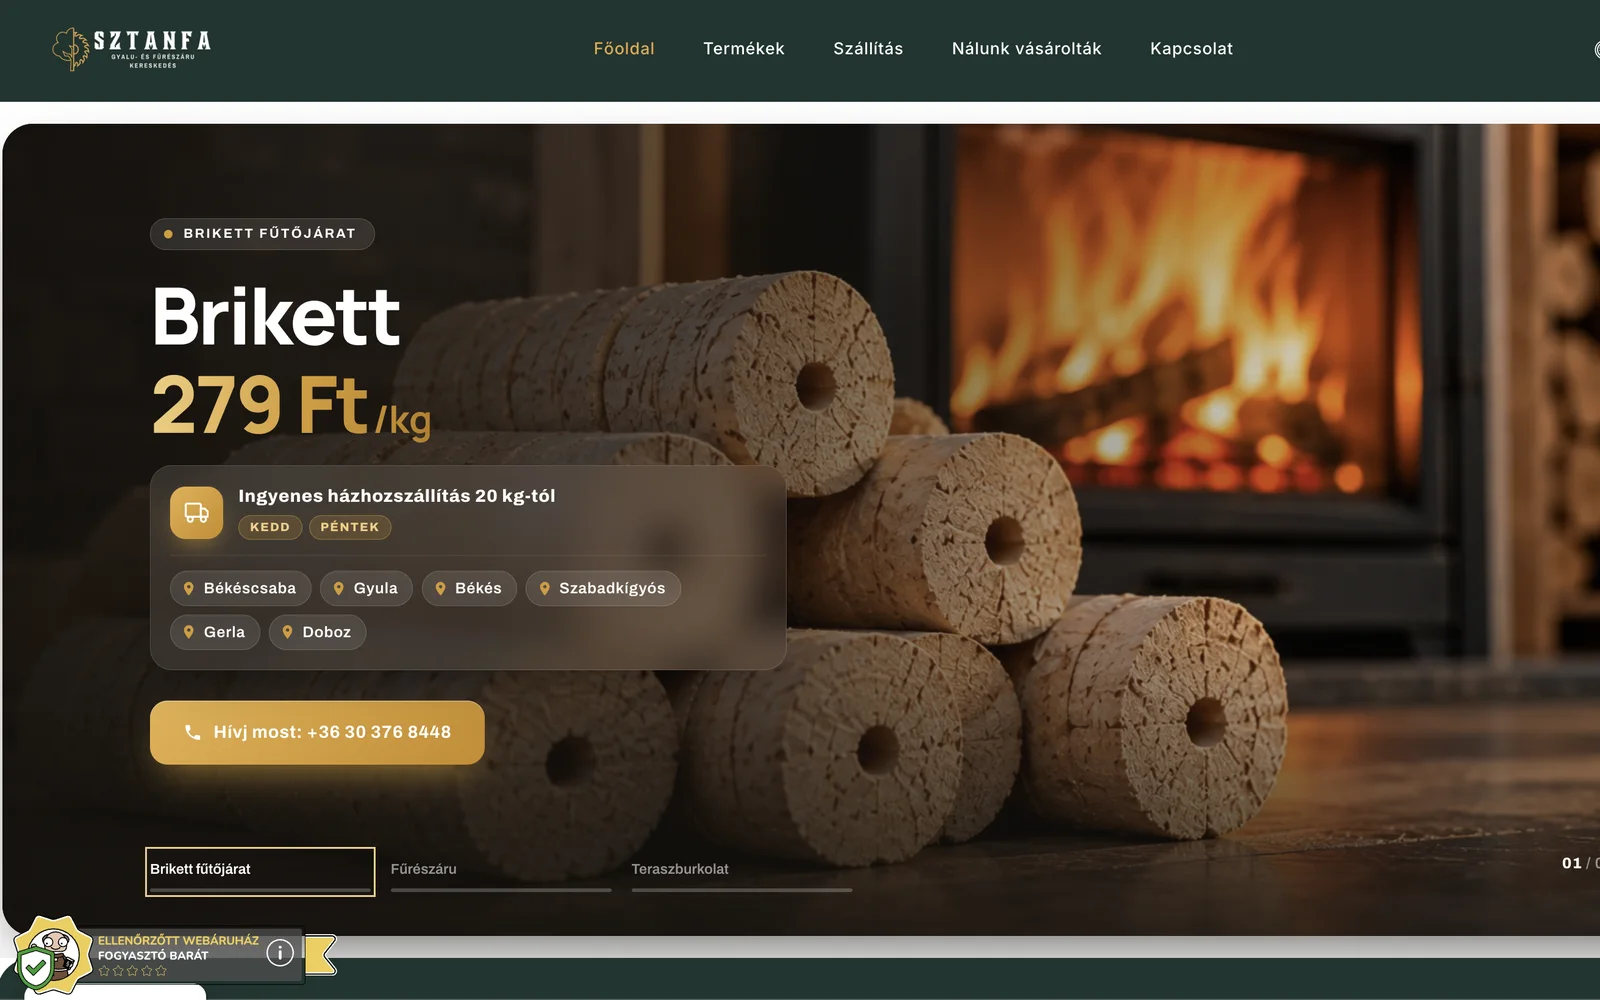 SZTANFA
GYALU- ÉS FŰRÉSZÁRU
KERESKEDÉS
Főoldal
Termékek
Szállítás
Nálunk vásárolták
Kapcsolat
BRIKETT FŰTŐJÁRAT
Brikett
279 Ft/kg
Ingyenes házhozszállítás 20 kg-tól
KEDD
PÉNTEK
Békéscsaba
Gyula
Békés
Szabadkígyós
Gerla
Doboz
Hívj most: +36 30 376 8448
Brikett fűtőjárat
Fűrészáru
Teraszburkolat
01 /
ELLENŐRZŐTT WEBÁRUHÁZ
FOGYASZTÓ BARÁT